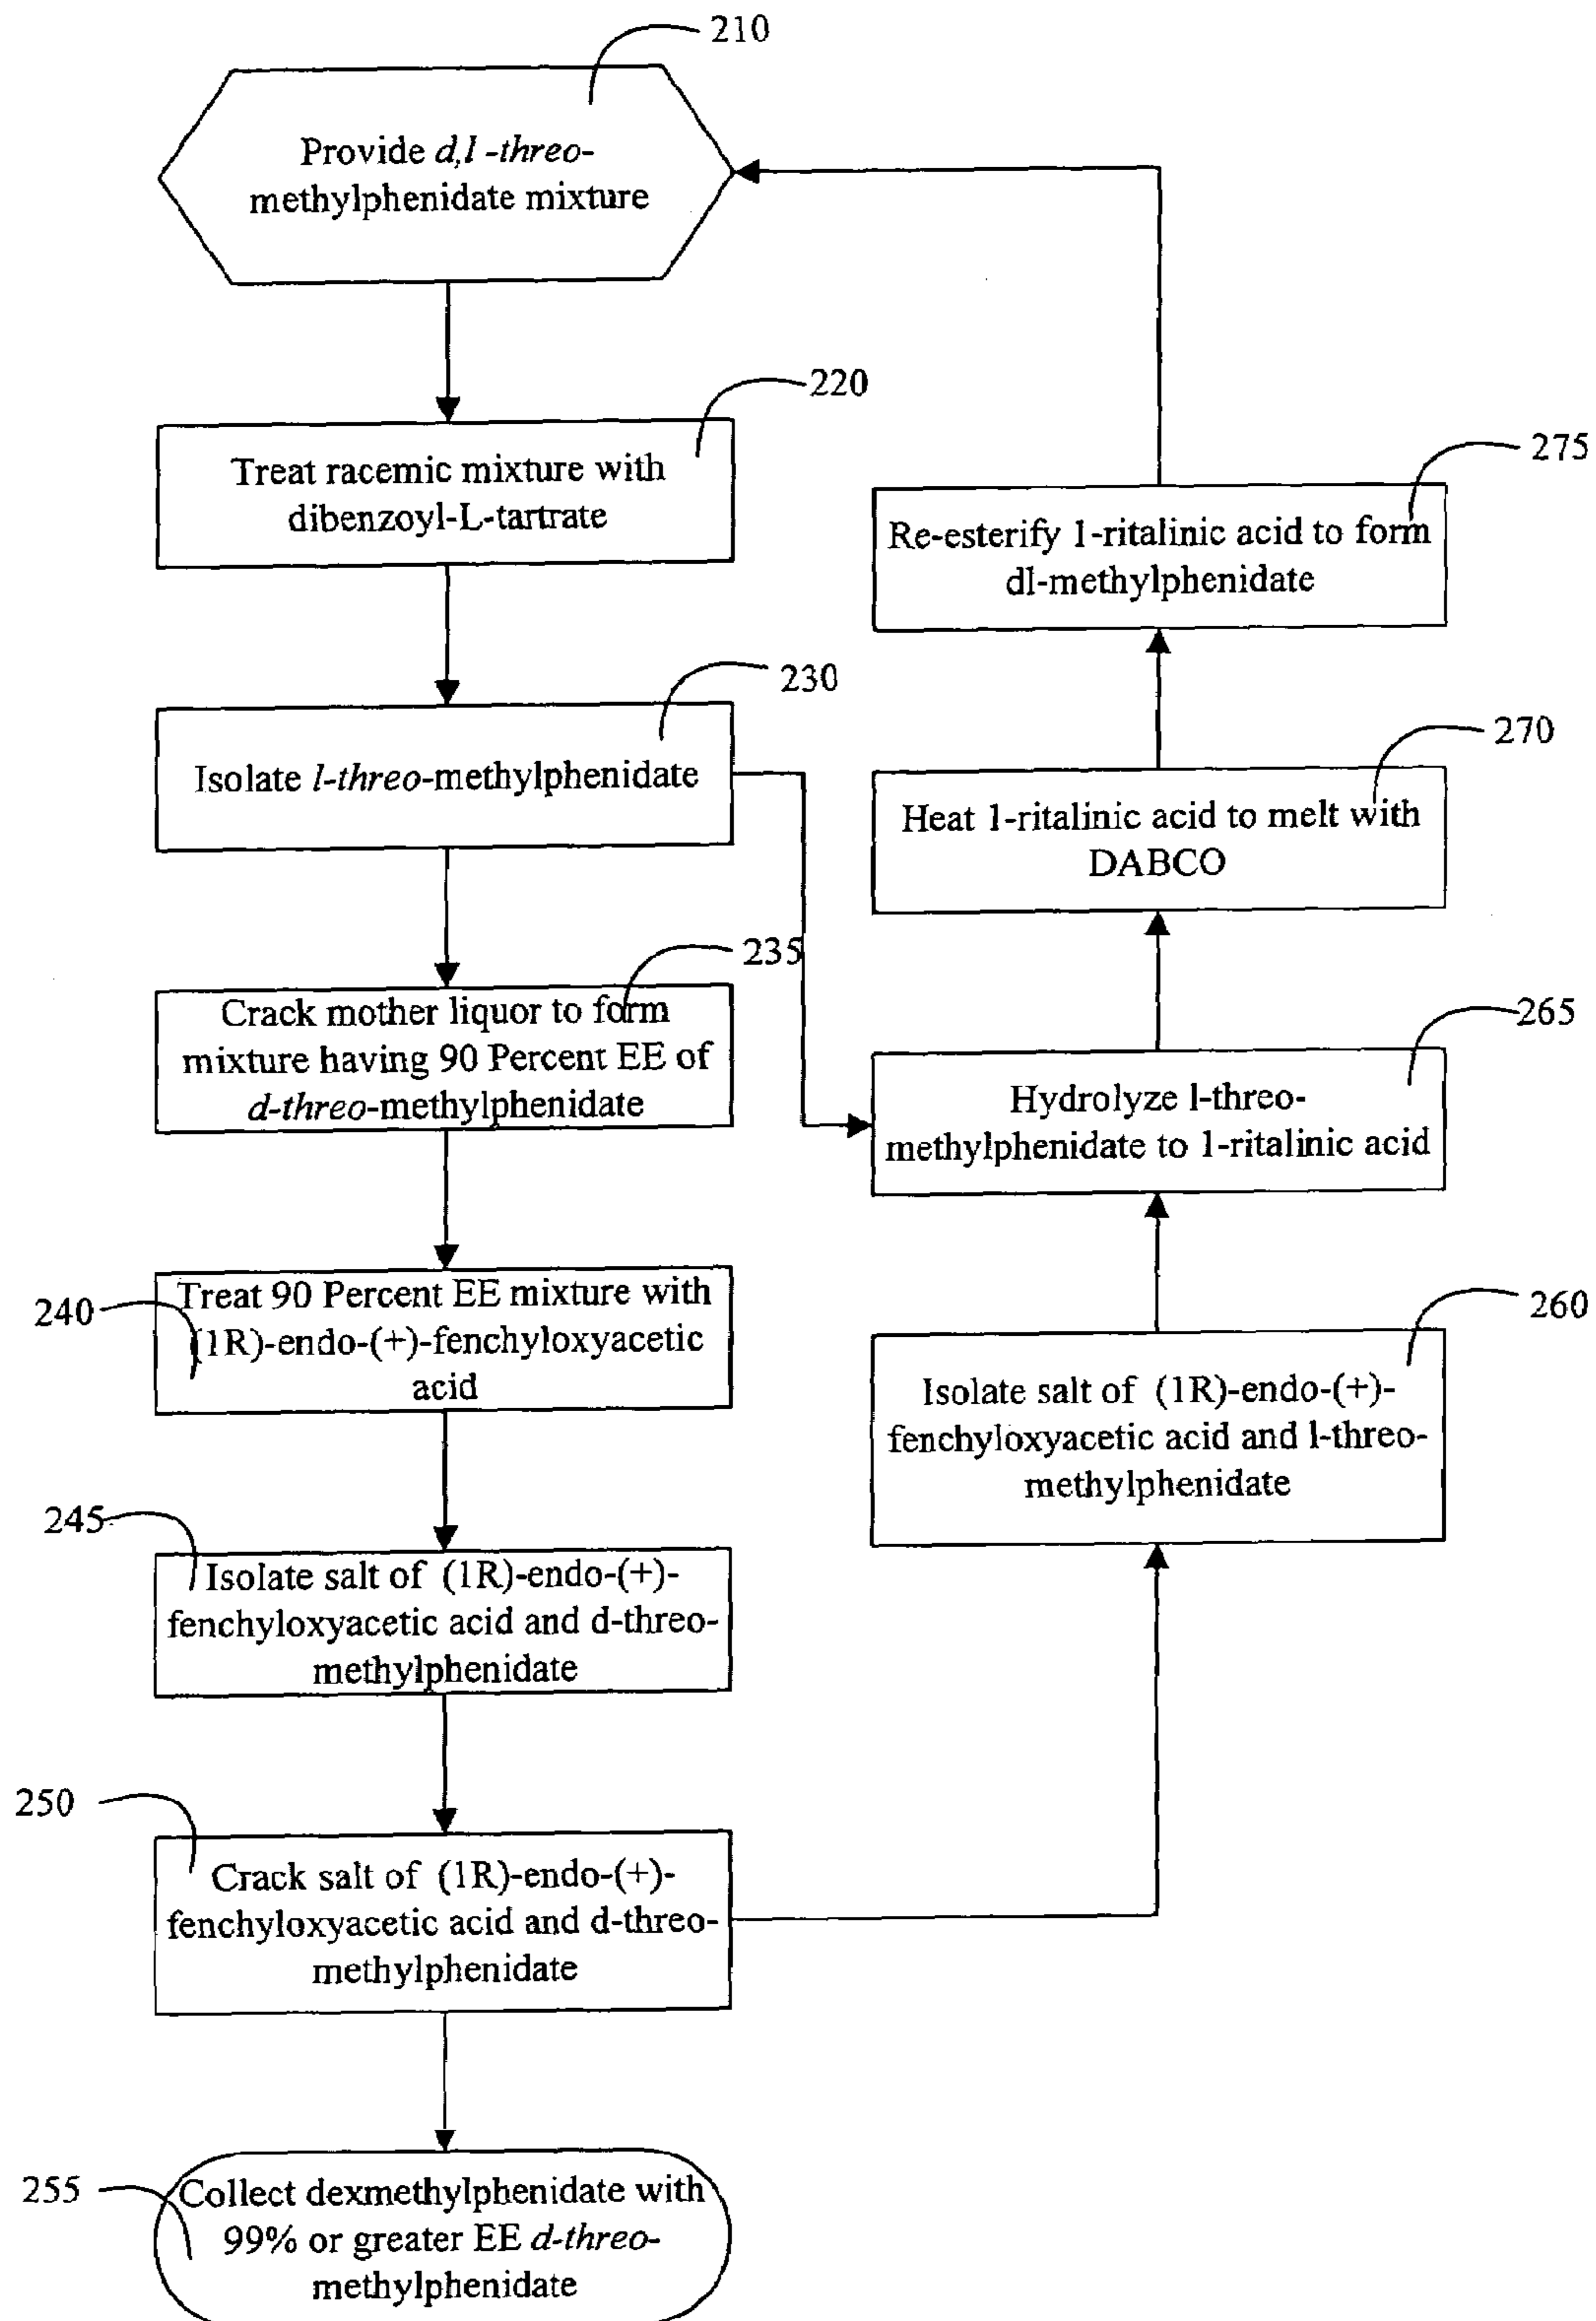 210
Provide d,l -threo-
methylphenidate mixture
220
Treat racemic mixture with
dibenzoyl-L-tartrate
230
Isolate l-threo-methylphenidate
235
Crack mother liquor to form
mixture having 90 Percent EE of
d-threo-methylphenidate
240
Treat 90 Percent EE mixture with
(1R)-endo-(+)-fenchyloxyacetic
acid
245
Isolate salt of (1R)-endo-(+)-
fenchyloxyacetic acid and d-threo-
methylphenidate
250
Crack salt of (1R)-endo-(+)-
fenchyloxyacetic acid and d-threo-
methylphenidate
255
Collect dexmethylphenidate with
99% or greater EE d-threo-
methylphenidate
275
Re-esterify 1-ritalinic acid to form
dl-methylphenidate
270
Heat 1-ritalinic acid to melt with
DABCO
265
Hydrolyze l-threo-
methylphenidate to 1-ritalinic acid
260
Isolate salt of (1R)-endo-(+)-
fenchyloxyacetic acid and l-threo-
methylphenidate